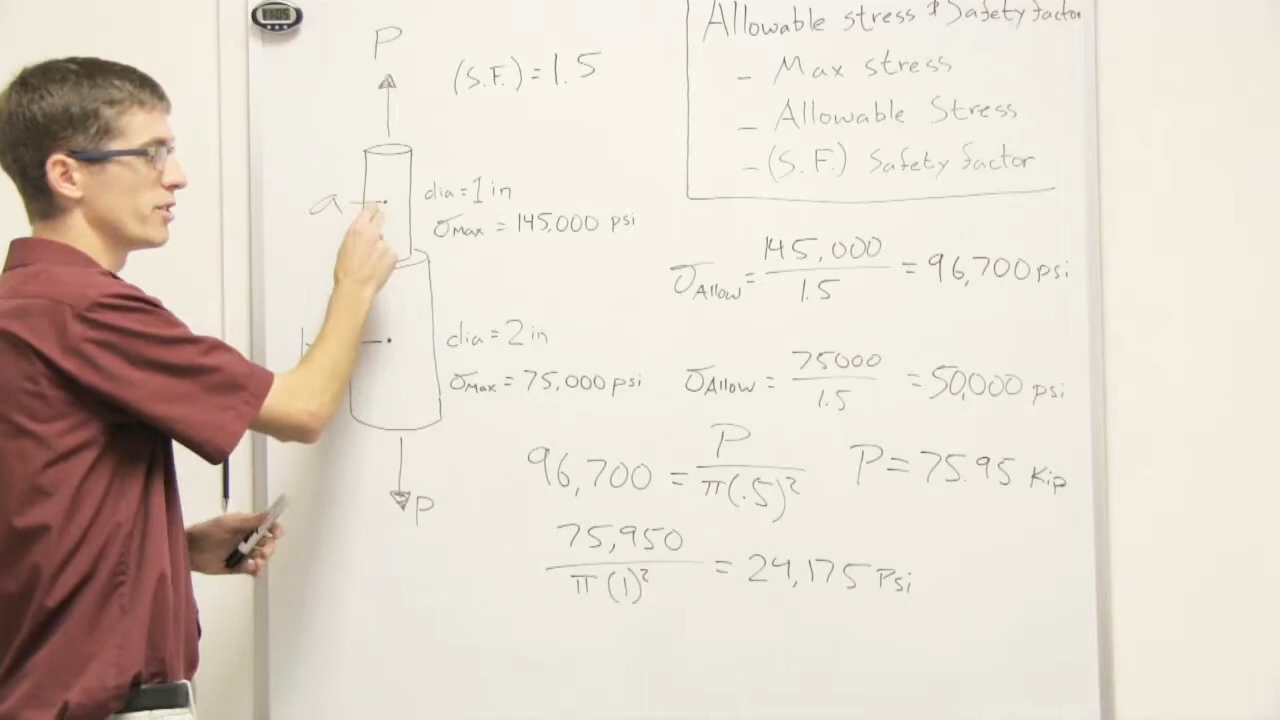 1:05
P
(S.F.) = 1.5
Allowable stress & Safety factor
- Max stress
- Allowable Stress
- (S.F.) Safety factor
a
dia = 1 in
σMax = 145,000 psi
σAllow = 145,000 / 1.5 = 96,700 psi
dia = 2 in
σMax = 75,000 psi
σAllow = 75000 / 1.5 = 50,000 psi
P
96,700 = P / π(.5)² P = 75.95 Kip
75,950 / π(1)² = 24,175 Psi